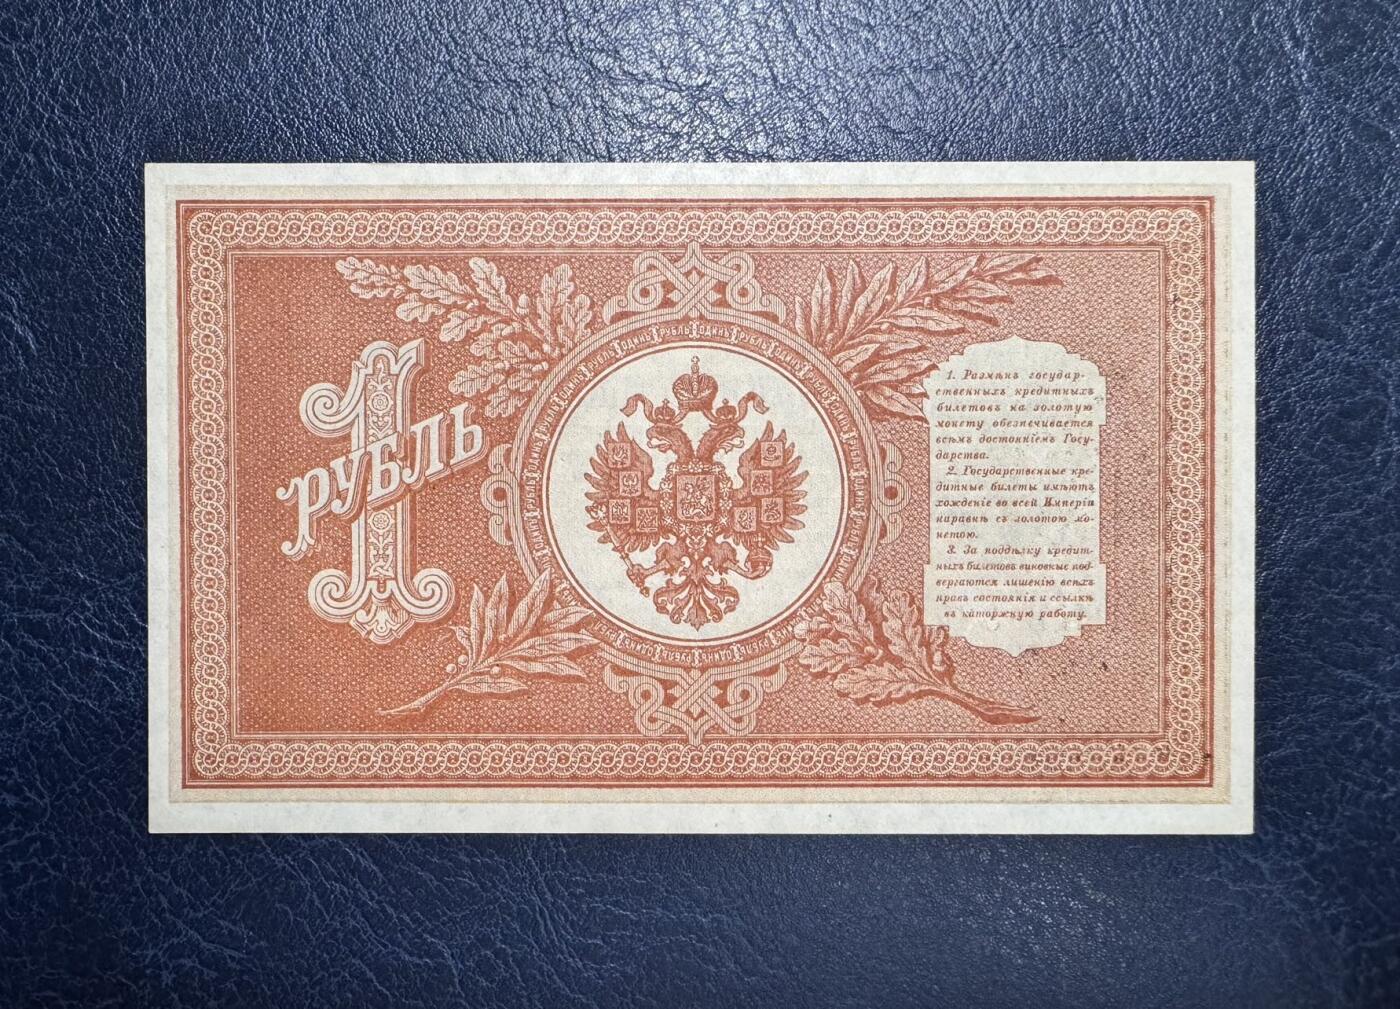 1
РУБЛЬ
1. Размѣнъ государ-
ственныхъ кредитныхъ
билетовъ на золотую
монету обезпечивается
всѣмъ достояніемъ Госу-
дарства.
2. Государственные кре-
дитные билеты имѣютъ
хожденіе во всей Имперіи
наравнѣ съ золотою мо-
нетою.
3. За поддѣлку кредит-
ныхъ билетовъ виновные под-
вергаются лишенію всѣхъ
правъ состоянія и ссылкѣ
въ каторжную работу.